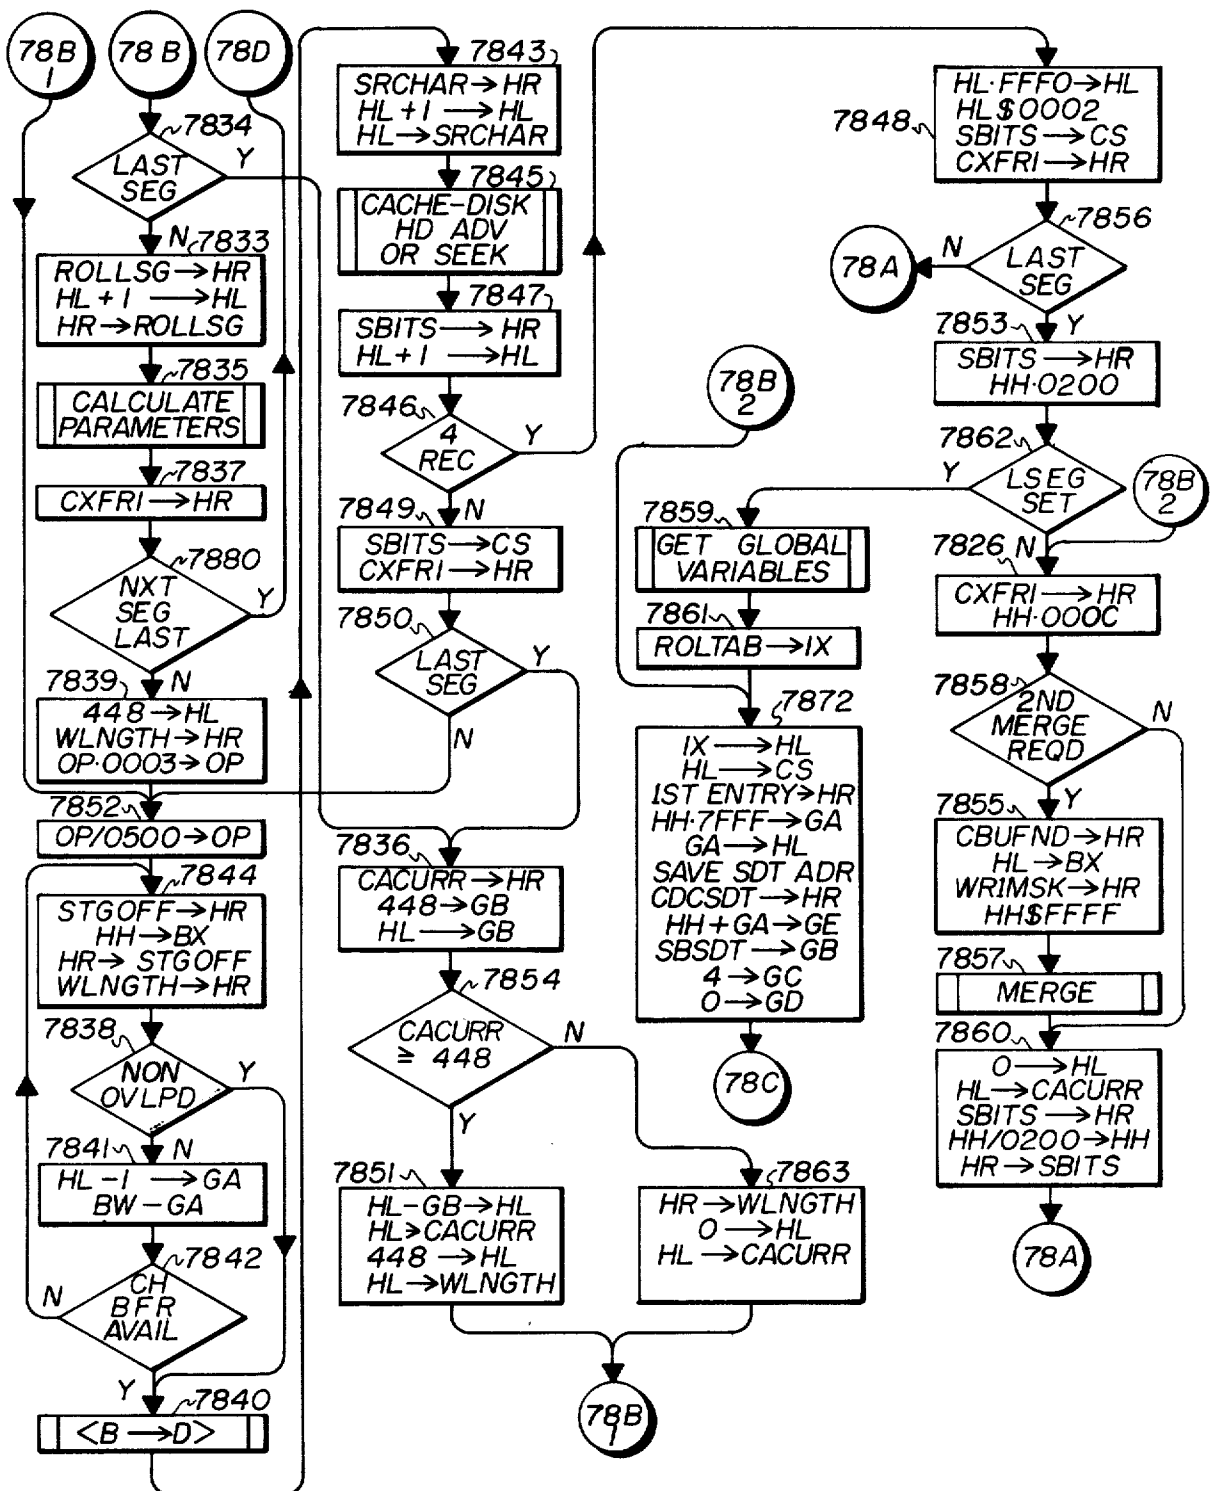 78B
1
78 B
78D
7834
LAST
SEG
Y
N
7833
ROLLSG→HR
HL+1 →HL
HR→ROLLSG
7835
CALCULATE
PARAMETERS
7837
CXFRI→HR
7880
NXT
SEG
LAST
Y
N
7839
448→HL
WLNGTH→HR
OP·0003→OP
7852
OP/0500→OP
7844
STGOFF→HR
HH→BX
HR→STGOFF
WLNGTH→HR
7838
NON
OVLPD
Y
N
7841
HL-1 →GA
BW-GA
7842
CH
BFR
AVAIL
N
Y
7840
<B→D>
7843
SRCHAR→HR
HL+1 →HL
HL→SRCHAR
7845
CACHE-DISK
HD ADV
OR SEEK
7847
SBITS→HR
HL+1 →HL
7846
4
REC
Y
N
7849
SBITS→CS
CXFRI→HR
7850
LAST
SEG
Y
N
7836
CACURR→HR
448→GB
HL→GB
7854
CACURR
≥ 448
N
Y
7851
HL-GB→HL
HL>CACURR
448→HL
HL→WLNGTH
7863
HR→WLNGTH
0→HL
HL→CACURR
78B
1
78B
2
7859
GET GLOBAL
VARIABLES
7861
ROLTAB→IX
7872
IX→HL
HL→CS
1ST ENTRY→HR
HH·7FFF→GA
GA→HL
SAVE SDT ADR
CDCSDT→HR
HH+GA→GE
SBSDT→GB
4→GC
0→GD
78C
7848
HL·FFF0→HL
HL$0002
SBITS→CS
CXFRI→HR
7856
LAST
SEG
N
78A
Y
7853
SBITS→HR
HH·0200
7862
LSEG
SET
Y
N
78B
2
7826
CXFRI→HR
HH·000C
7858
2ND
MERGE
REQD
N
Y
7855
CBUFND→HR
HL→BX
WR1MSK→HR
HH$FFFF
7857
MERGE
7860
0→HL
HL→CACURR
SBITS→HR
HH/0200→HH
HR→SBITS
78A